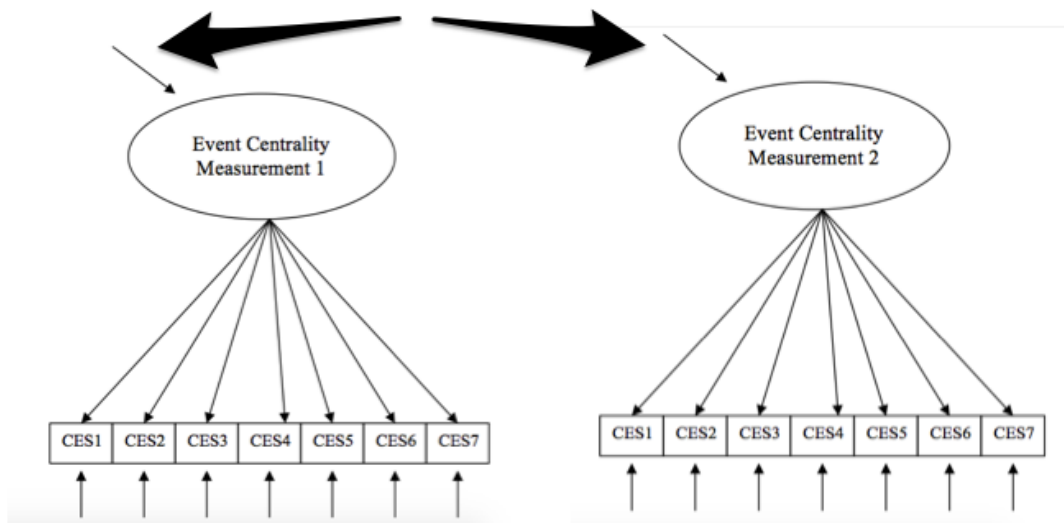 Event Centrality
Measurement 1
Event Centrality
Measurement 2
CES1 CES2 CES3 CES4 CES5 CES6 CES7
CES1 CES2 CES3 CES4 CES5 CES6 CES7